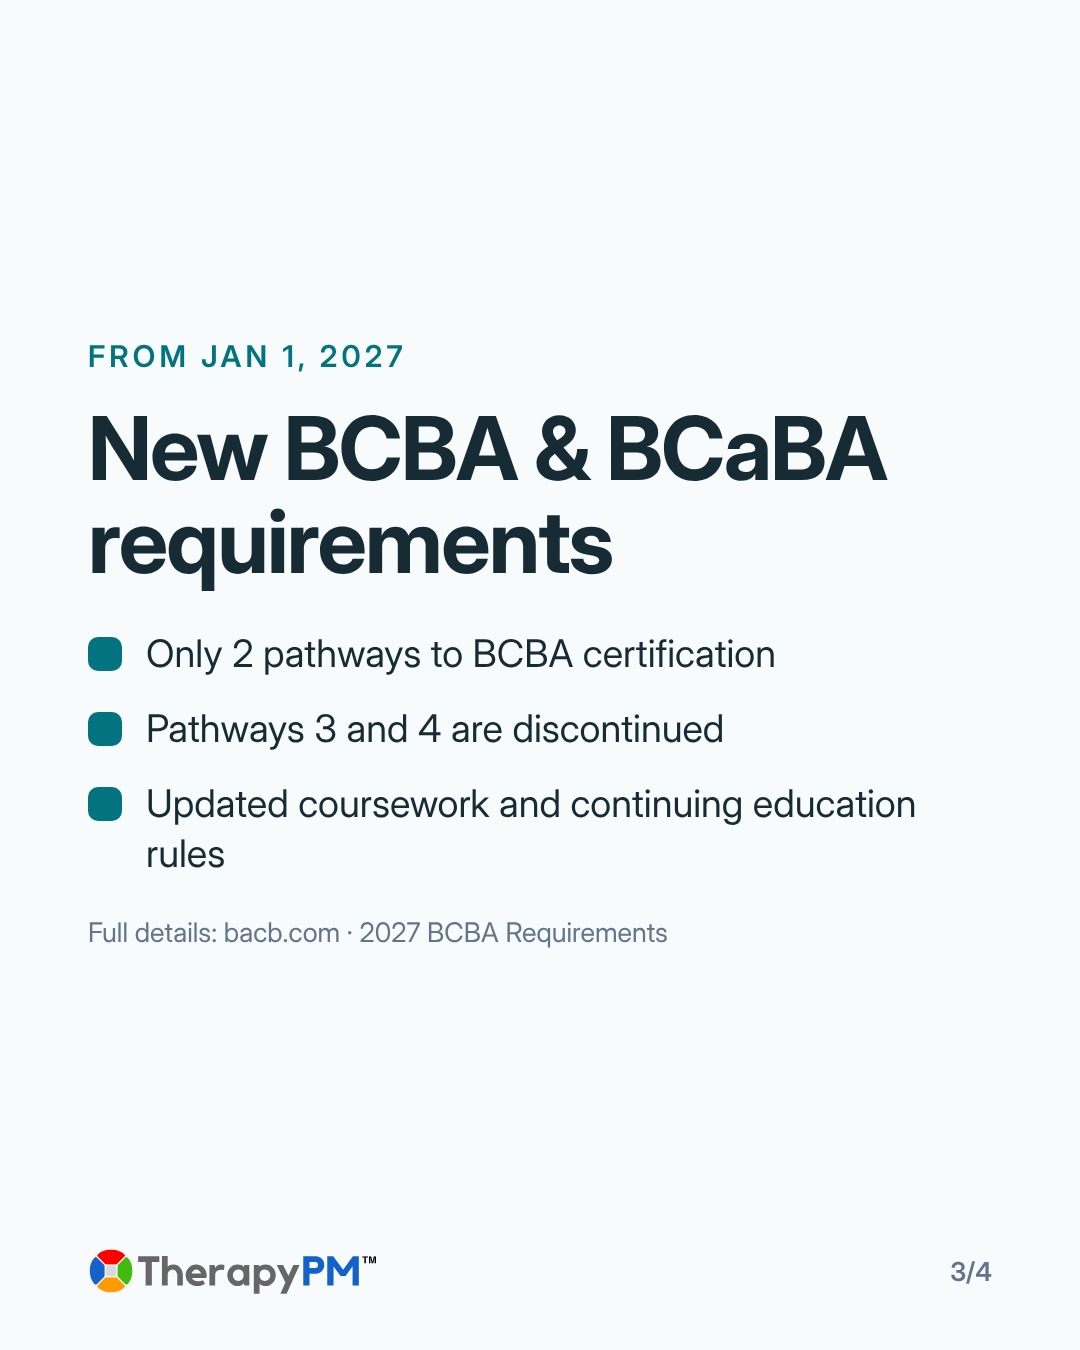 FROM JAN 1, 2027
New BCBA & BCaBA
requirements
Only 2 pathways to BCBA certification
Pathways 3 and 4 are discontinued
Updated coursework and continuing education
rules
Full details: bacb.com · 2027 BCBA Requirements
TherapyPM™
3/4